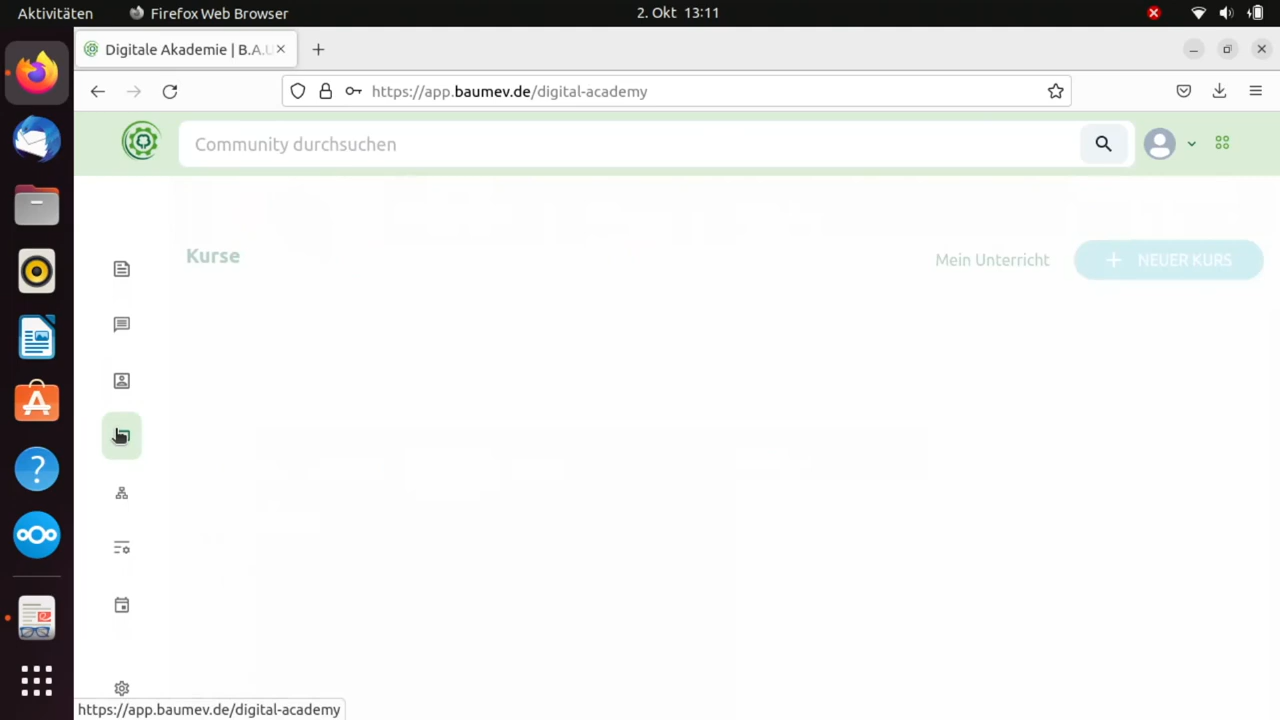 Aktivitäten
Firefox Web Browser
2. Okt 13:11
Digitale Akademie | B.A.U
https://app.baumev.de/digital-academy
Community durchsuchen
Kurse
Mein Unterricht
+ NEUER KURS
https://app.baumev.de/digital-academy